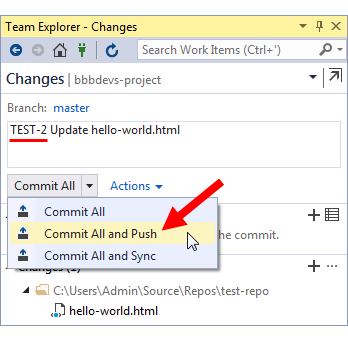 Team Explorer - Changes
Search Work Items (Ctrl+')
Changes | bbbdevs-project
Branch: master
TEST-2 Update hello-world.html
Commit All Actions
Commit All
Commit All and Push
the commit.
Commit All and Sync
Changes (1)
C:\Users\Admin\Source\Repos\test-repo
hello-world.html